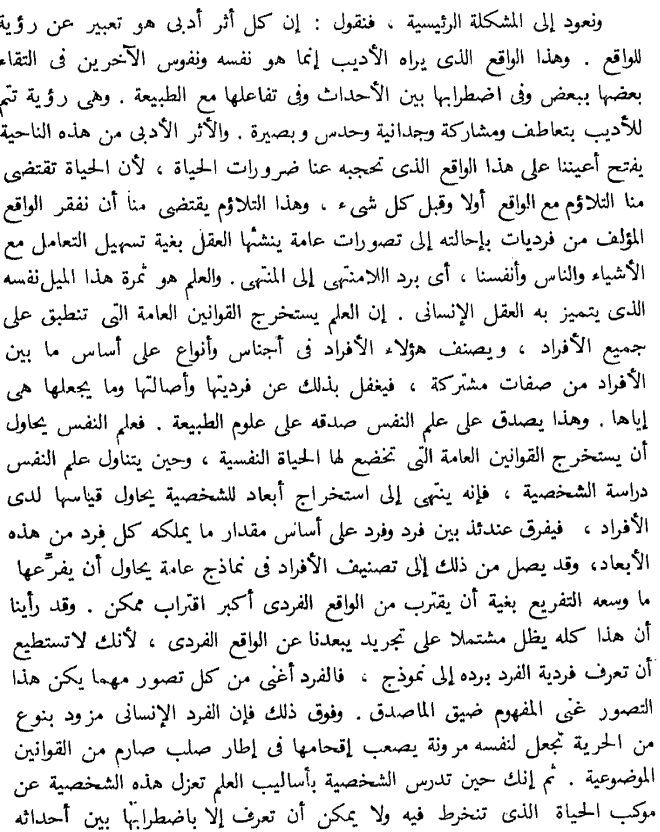 ونعود إلى المشكلة الرئيسية ، فنقول : إن كل أثر أدبى هو تعبير عن رؤية
للواقع . وهذا الواقع الذى يراه الأديب إنما هو نفسه ونفوس الآخرين فى التقاء
بعضها ببعض وفى اضطرابها بين الأحداث وفى تفاعلها مع الطبيعة . وهى رؤية تتم
للأديب بتعاطف ومشاركة وجدانية وحدس وبصيرة . والأثر الأدبى من هذه الناحية
يفتح أعيننا على هذا الواقع الذى تحجبه عنا ضرورات الحياة ، لأن الحياة تقتضى
منا التلاؤم مع الواقع أولا وقبل كل شىء ، وهذا التلاؤم يقتضى منا أن نفقر الواقع
المؤلف من فرديات بإحالته إلى تصورات عامة ينشئها العقل بغية تسهيل التعامل مع
الأشياء والناس وأنفسنا ، أى برد اللامنتهى إلى المنتهى . والعلم هو ثمرة هذا الميل نفسه
الذى يتميز به العقل الإنسانى . إن العلم يستخرج القوانين العامة التى تنطبق على
جميع الأفراد ، ويصنف هؤلاء الأفراد فى أجناس وأنواع على أساس ما بين
الأفراد من صفات مشتركة ، فيغفل بذلك عن فرديتها وأصالتها وما يجعلها هى
إياها . وهذا يصدق على علم النفس صدقه على علوم الطبيعة . فعلم النفس يحاول
أن يستخرج القوانين العامة التى تخضع لها الحياة النفسية ، وحين يتناول علم النفس
دراسة الشخصية ، فإنه ينتهى إلى استخراج أبعاد للشخصية يحاول قياسها لدى
الأفراد ، فيفرق عندئذ بين فرد وفرد على أساس مقدار ما يملكه كل فرد من هذه
الأبعاد، وقد يصل من ذلك إلى تصنيف الأفراد فى نماذج عامة يحاول أن يفرّعها
ما وسعه التفريع بغية أن يقترب من الواقع الفردى أكبر اقتراب ممكن . وقد رأينا
أن هذا كله يظل مشتملا على تجريد يبعدنا عن الواقع الفردى ، لأنك لاتستطيع
أن تعرف فردية الفرد برده إلى نموذج ، فالفرد أغنى من كل تصور مهما يكن هذا
التصور غنى المفهوم ضيق الماصدق . وفوق ذلك فإن الفرد الإنسانى مزود بنوع
من الحرية تجعل لنفسه مرونة يصعب إقحامها فى إطار صلب صارم من القوانين
الموضوعية . ثم إنك حين تدرس الشخصية بأساليب العلم تعزل هذه الشخصية عن
موكب الحياة الذى تنخرط فيه ولا يمكن أن تعرف إلا باضطرابها بين أحداثه